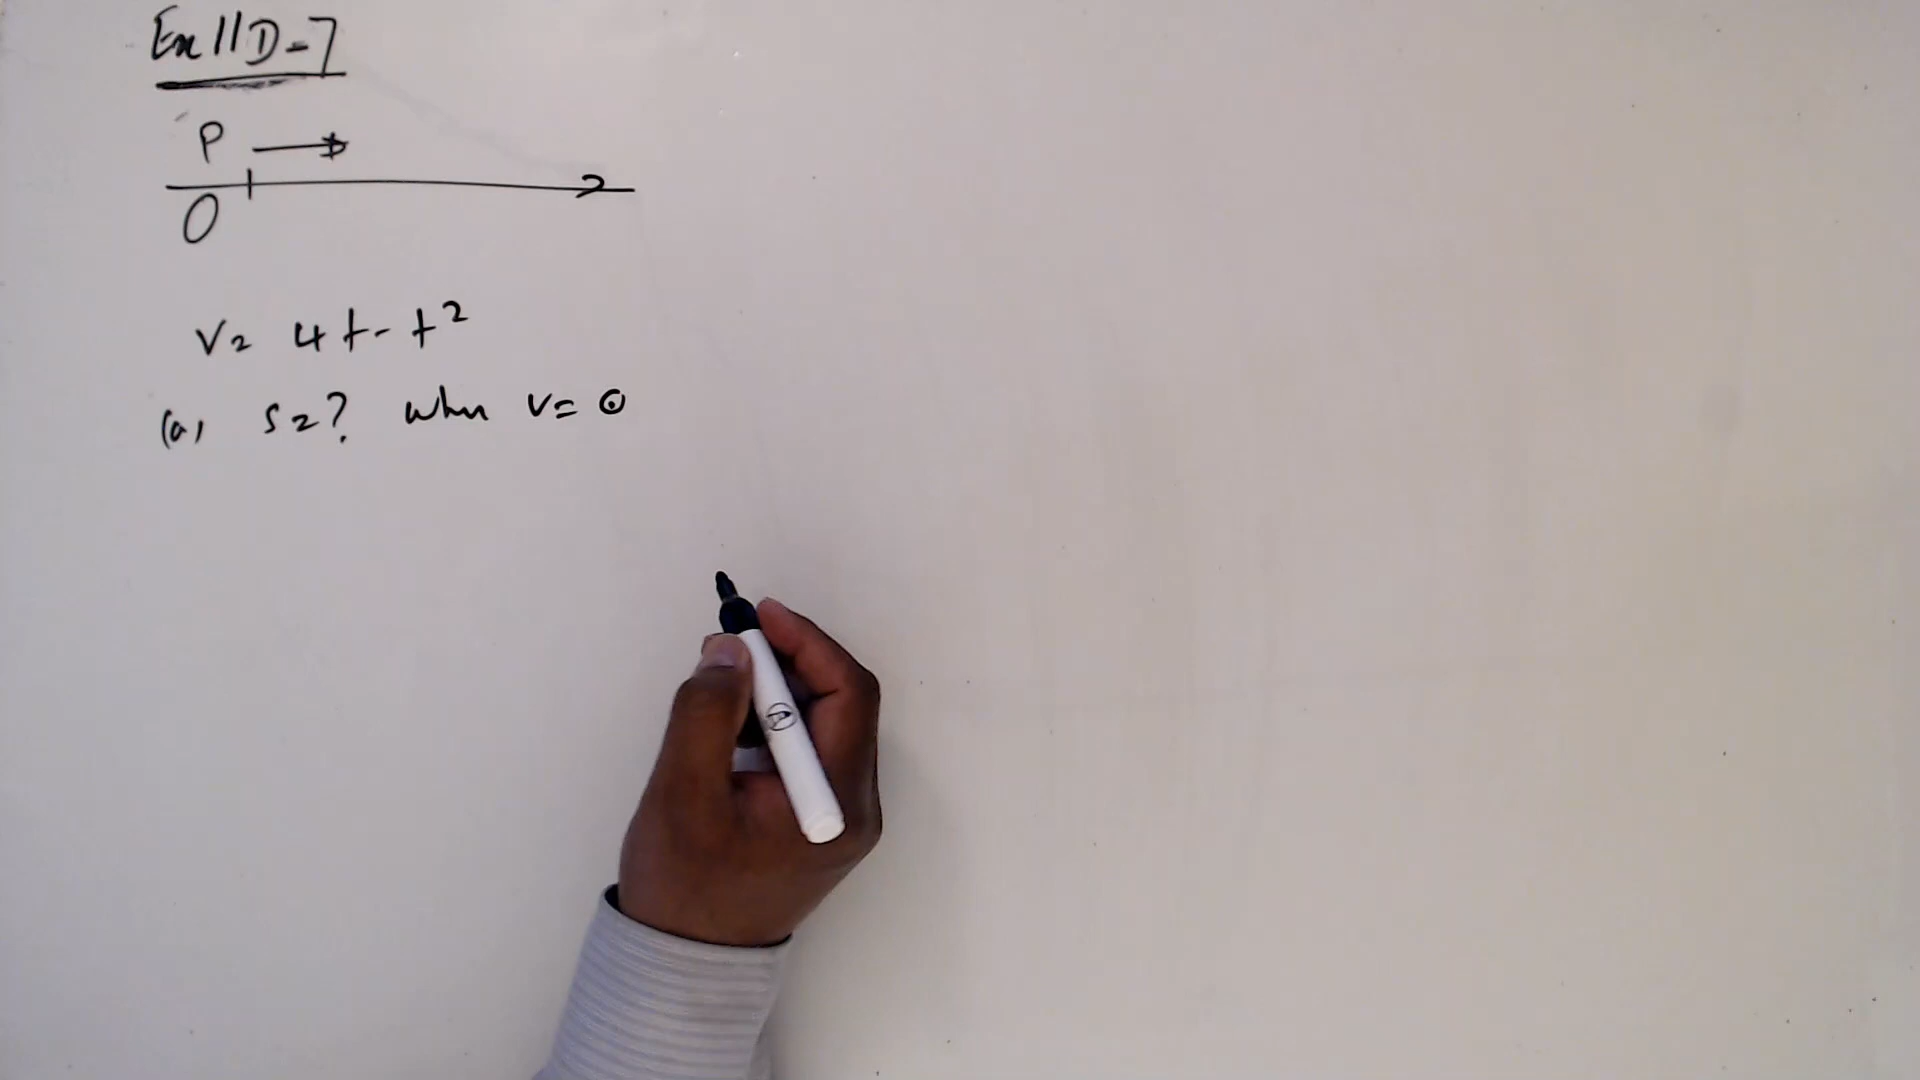 Ex 11D-7
P
O
v = 4t - t²
(a) s = ? when v = 0